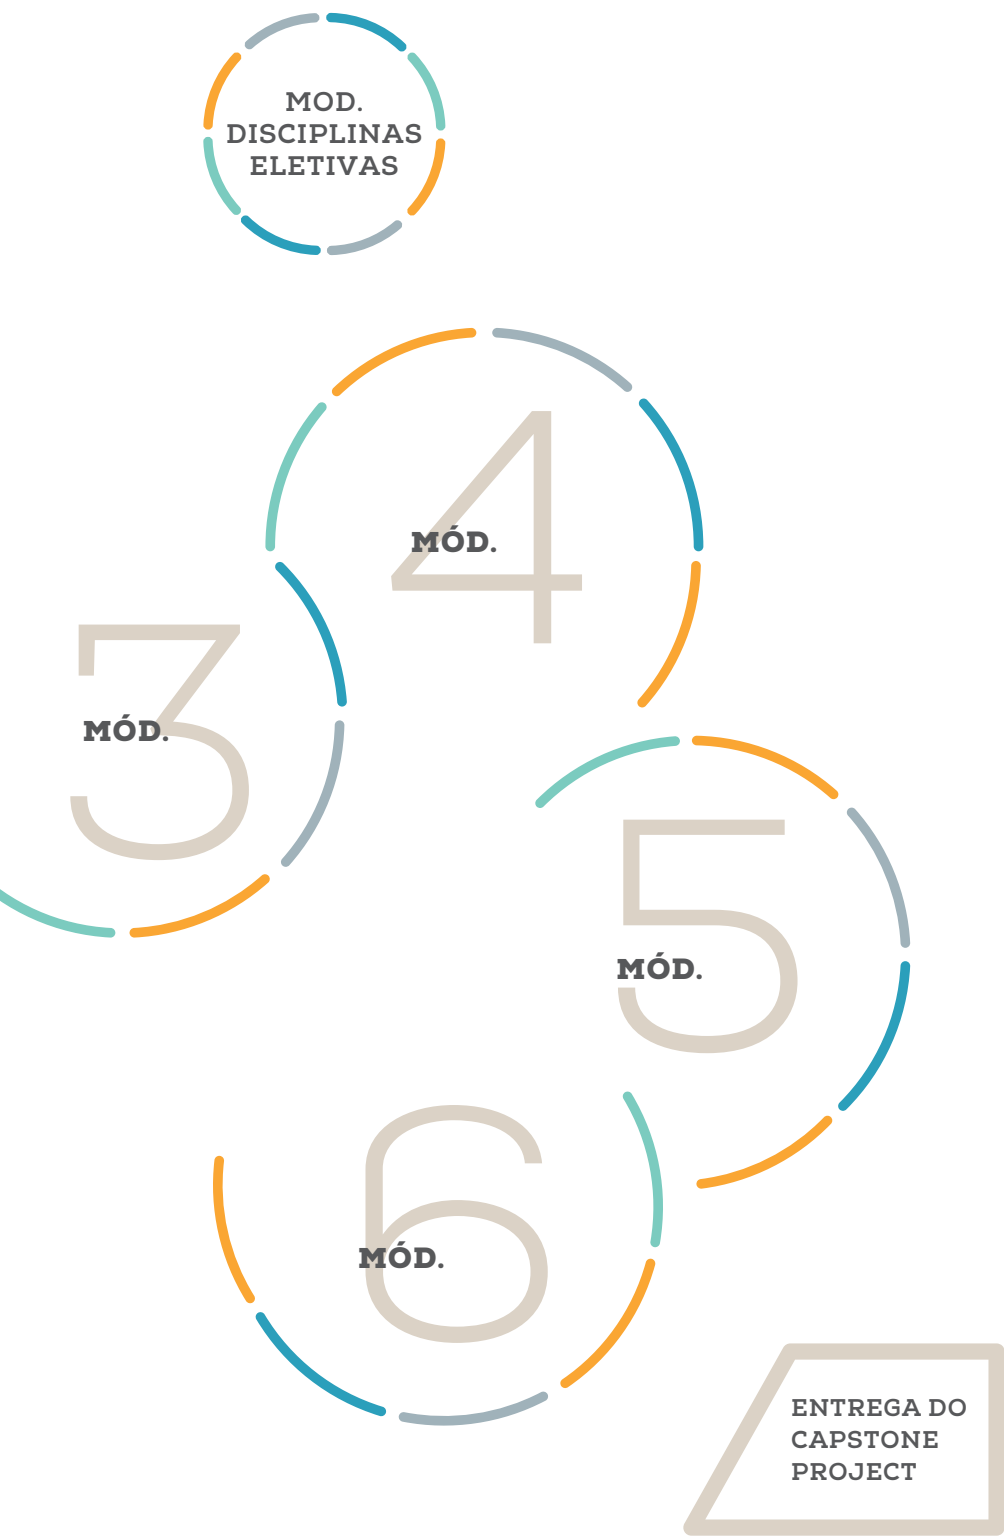 MOD.
DISCIPLINAS
ELETIVAS
4
MÓD.
3
MÓD.
5
MÓD.
6
MÓD.
ENTREGA DO
CAPSTONE
PROJECT